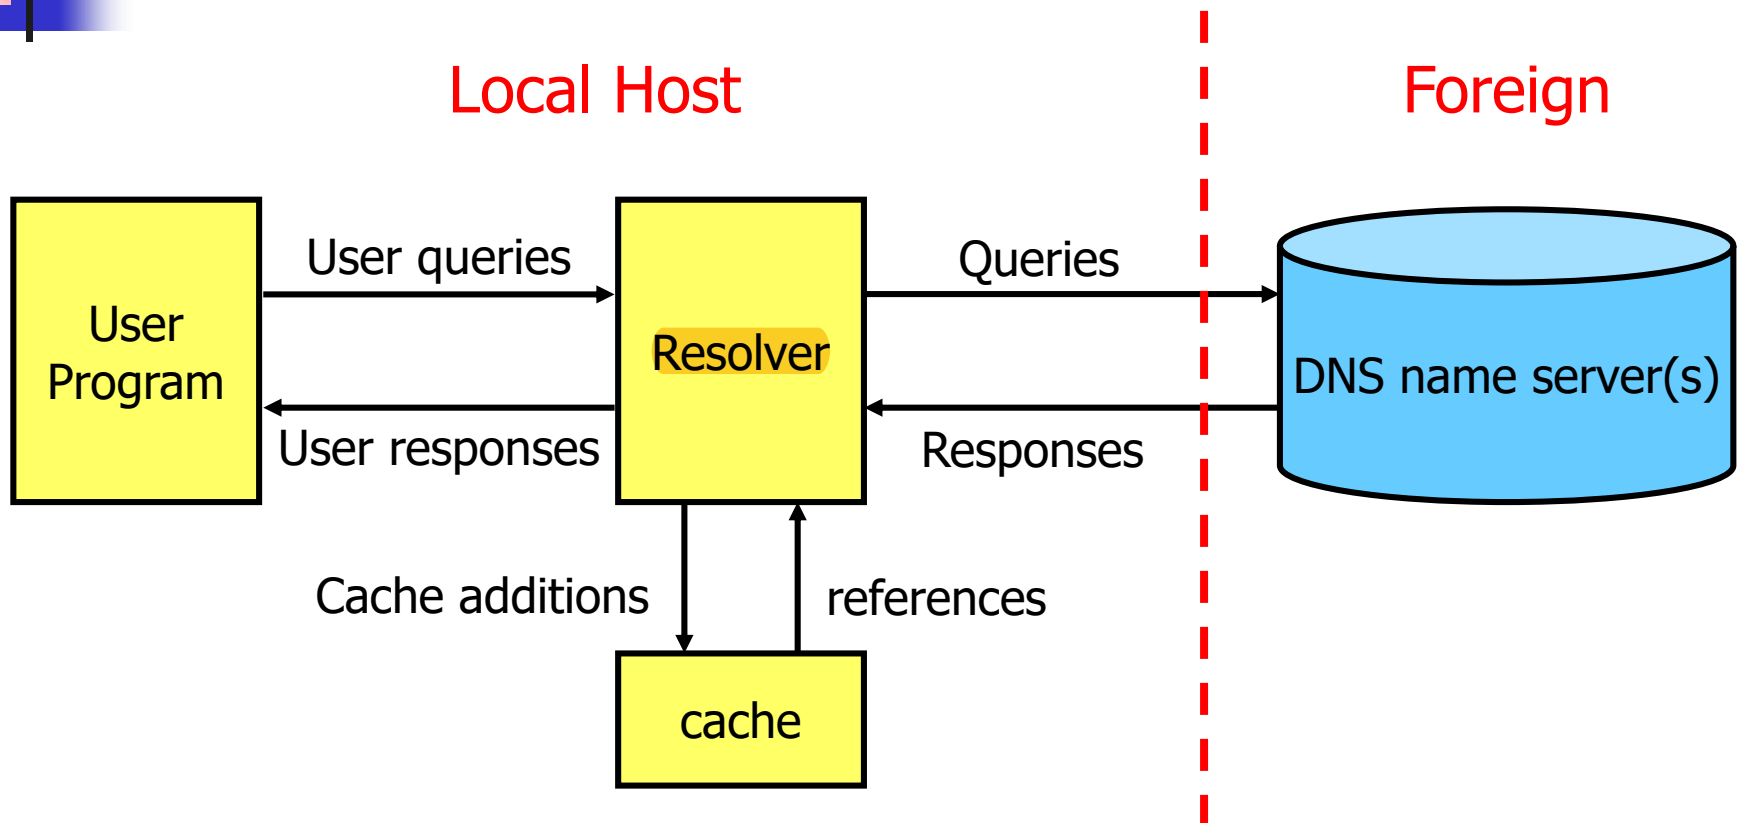 Local Host
Foreign
User queries
Queries
User
Program
Resolver
DNS name server(s)
User responses
Responses
Cache additions
references
cache